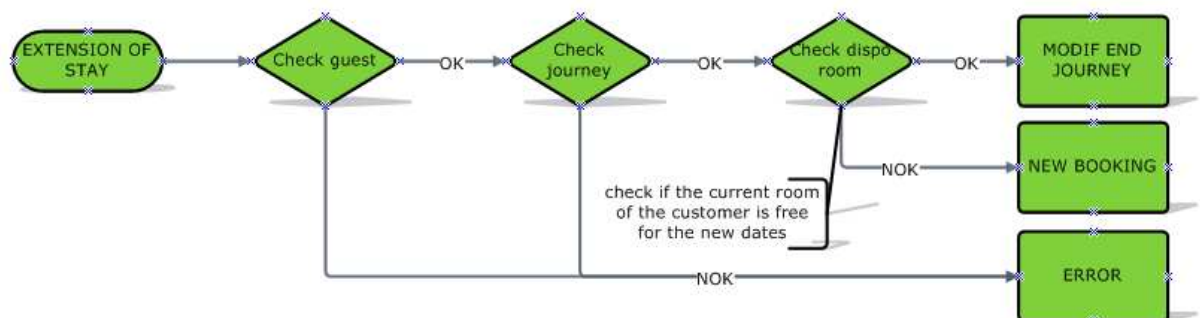 EXTENSION OF
STAY
Check guest
OK
Check
journey
OK
Check dispo
room
OK
MODIF END
JOURNEY
NOK
NEW BOOKING
check if the current room
of the customer is free
for the new dates
NOK
ERROR